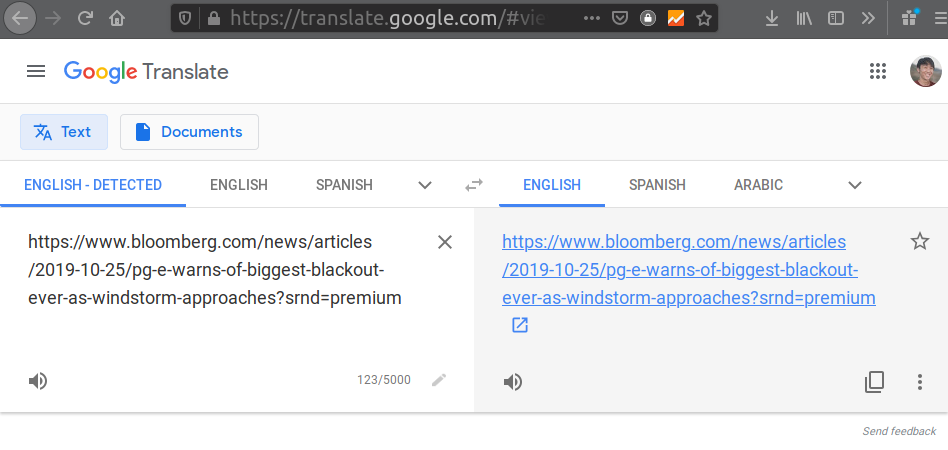 https://translate.google.com/#vie
Google Translate
Text
Documents
ENGLISH - DETECTED ENGLISH SPANISH
ENGLISH SPANISH ARABIC
https://www.bloomberg.com/news/articles
/2019-10-25/pg-e-warns-of-biggest-blackout-
ever-as-windstorm-approaches?srnd=premium
123/5000
https://www.bloomberg.com/news/articles
/2019-10-25/pg-e-warns-of-biggest-blackout-
ever-as-windstorm-approaches?srnd=premium
Send feedback